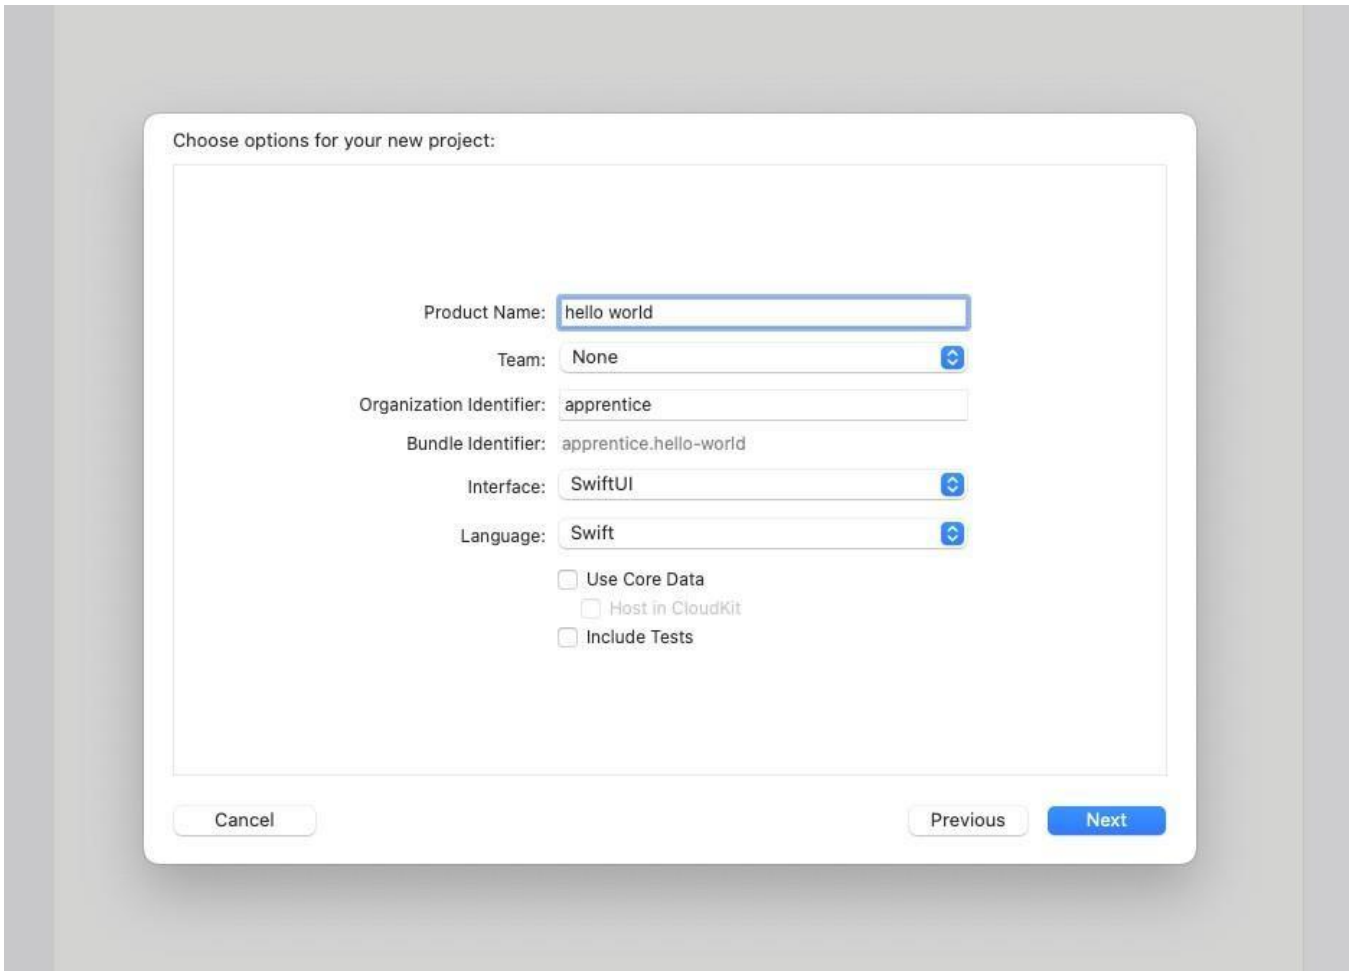 Choose options for your new project:
Product Name: hello world
Team: None
Organization Identifier: apprentice
Bundle Identifier: apprentice.hello-world
Interface: SwiftUI
Language: Swift
Use Core Data
Host in CloudKit
Include Tests
Cancel Previous Next